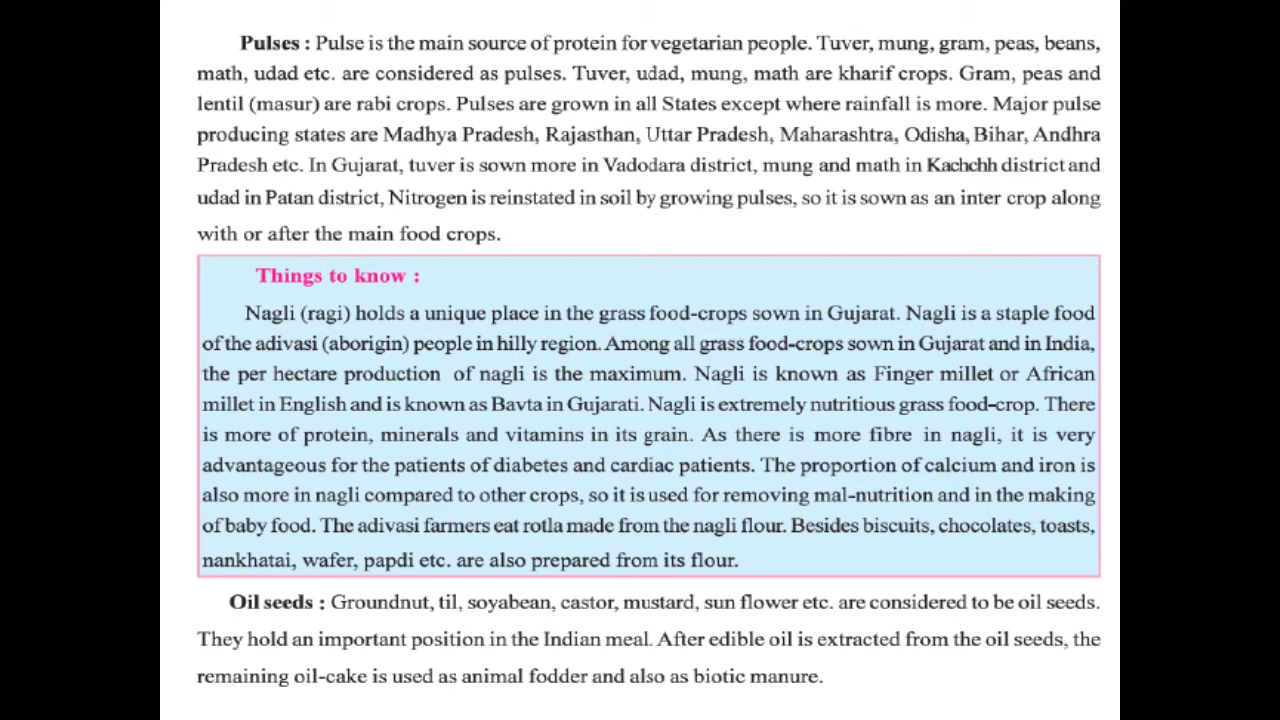 Pulses : Pulse is the main source of protein for vegetarian people. Tuver, mung, gram, peas, beans,
math, udad etc. are considered as pulses. Tuver, udad, mung, math are kharif crops. Gram, peas and
lentil (masur) are rabi crops. Pulses are grown in all States except where rainfall is more. Major pulse
producing states are Madhya Pradesh, Rajasthan, Uttar Pradesh, Maharashtra, Odisha, Bihar, Andhra
Pradesh etc. In Gujarat, tuver is sown more in Vadodara district, mung and math in Kachchh district and
udad in Patan district, Nitrogen is reinstated in soil by growing pulses, so it is sown as an inter crop along
with or after the main food crops.
Things to know :
Nagli (ragi) holds a unique place in the grass food-crops sown in Gujarat. Nagli is a staple food
of the adivasi (aborigin) people in hilly region. Among all grass food-crops sown in Gujarat and in India,
the per hectare production of nagli is the maximum. Nagli is known as Finger millet or African
millet in English and is known as Bavta in Gujarati. Nagli is extremely nutritious grass food-crop. There
is more of protein, minerals and vitamins in its grain. As there is more fibre in nagli, it is very
advantageous for the patients of diabetes and cardiac patients. The proportion of calcium and iron is
also more in nagli compared to other crops, so it is used for removing mal-nutrition and in the making
of baby food. The adivasi farmers eat rotla made from the nagli flour. Besides biscuits, chocolates, toasts,
nankhatai, wafer, papdi etc. are also prepared from its flour.
Oil seeds : Groundnut, til, soyabean, castor, mustard, sun flower etc. are considered to be oil seeds.
They hold an important position in the Indian meal. After edible oil is extracted from the oil seeds, the
remaining oil-cake is used as animal fodder and also as biotic manure.